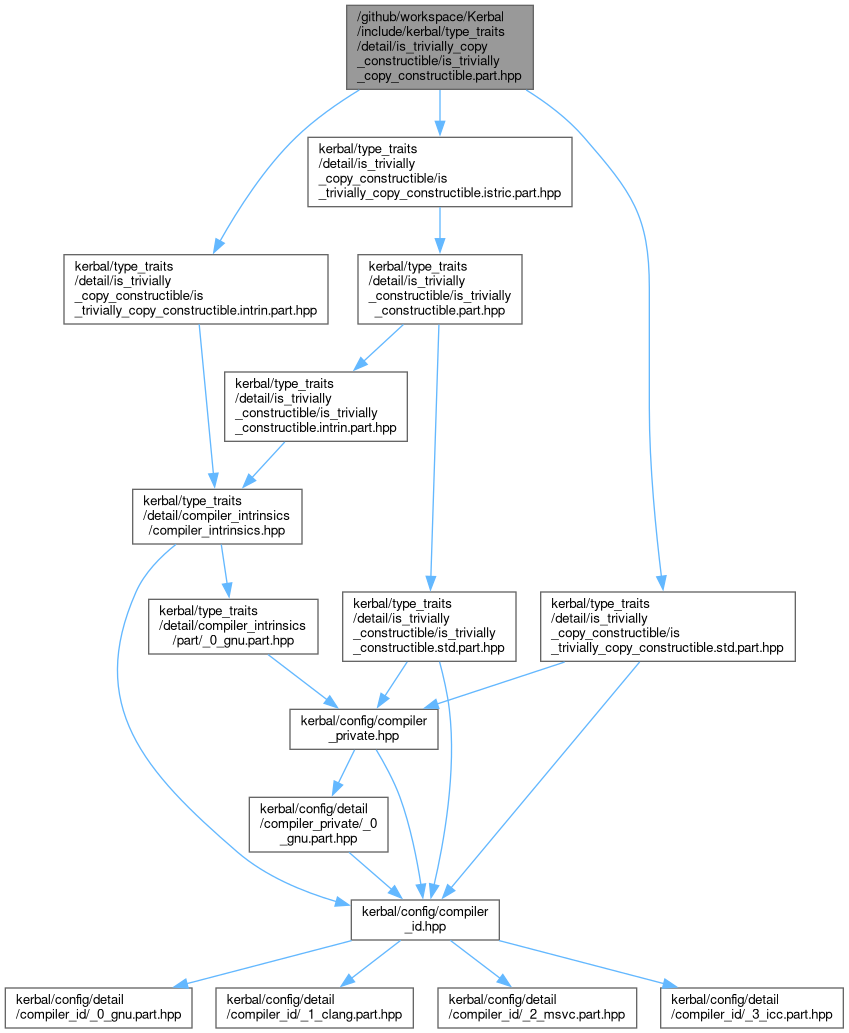 /github/workspace/Kerbal
/include/kerbal/type_traits
/detail/is_trivially_copy
_constructible/is_trivially
_copy_constructible.part.hpp
kerbal/type_traits
/detail/is_trivially
_copy_constructible/is
_trivially_copy_constructible.istric.part.hpp
kerbal/type_traits
/detail/is_trivially
_copy_constructible/is
_trivially_copy_constructible.intrin.part.hpp
kerbal/type_traits
/detail/is_trivially
_constructible/is_trivially
_constructible.part.hpp
kerbal/type_traits
/detail/is_trivially
_constructible/is_trivially
_constructible.intrin.part.hpp
kerbal/type_traits
/detail/compiler_intrinsics
/compiler_intrinsics.hpp
kerbal/type_traits
/detail/compiler_intrinsics
/part/_0_gnu.part.hpp
kerbal/type_traits
/detail/is_trivially
_constructible/is_trivially
_constructible.std.part.hpp
kerbal/type_traits
/detail/is_trivially
_copy_constructible/is
_trivially_copy_constructible.std.part.hpp
kerbal/config/compiler
_private.hpp
kerbal/config/detail
/compiler_private/_0
_gnu.part.hpp
kerbal/config/compiler
_id.hpp
kerbal/config/detail
/compiler_id/_0_gnu.part.hpp
kerbal/config/detail
/compiler_id/_1_clang.part.hpp
kerbal/config/detail
/compiler_id/_2_msvc.part.hpp
kerbal/config/detail
/compiler_id/_3_icc.part.hpp